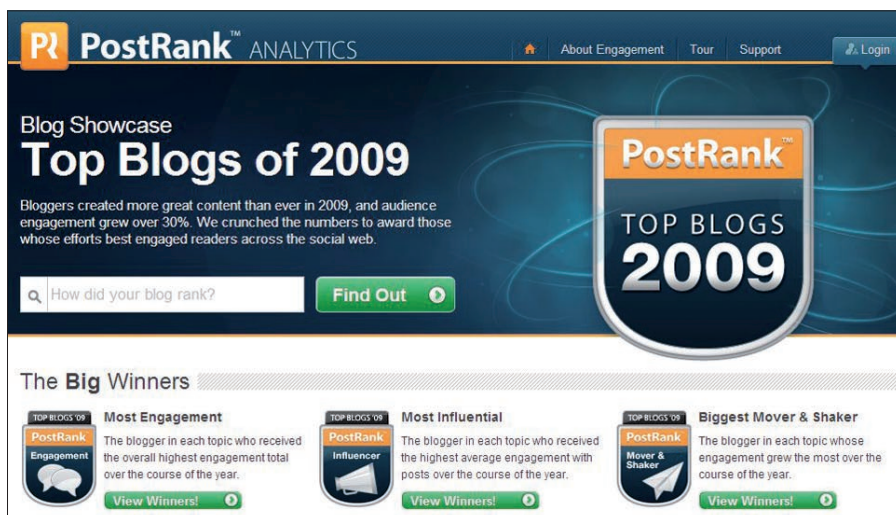 PR PostRank™ ANALYTICS
About Engagement Tour Support Login
Blog Showcase
Top Blogs of 2009
Bloggers created more great content than ever in 2009, and audience
engagement grew over 30%. We crunched the numbers to award those
whose efforts best engaged readers across the social web.
How did your blog rank? Find Out
PostRank™
TOP BLOGS
2009
The Big Winners
TOP BLOGS '09
PostRank
Engagement
Most Engagement
The blogger in each topic who received
the overall highest engagement total
over the course of the year.
View Winners!
TOP BLOGS '09
PostRank
Influencer
Most Influential
The blogger in each topic who received
the highest average engagement with
posts over the course of the year.
View Winners!
TOP BLOGS '09
PostRank
Mover &
Shaker
Biggest Mover & Shaker
The blogger in each topic whose
engagement grew the most over the
course of the year.
View Winners!